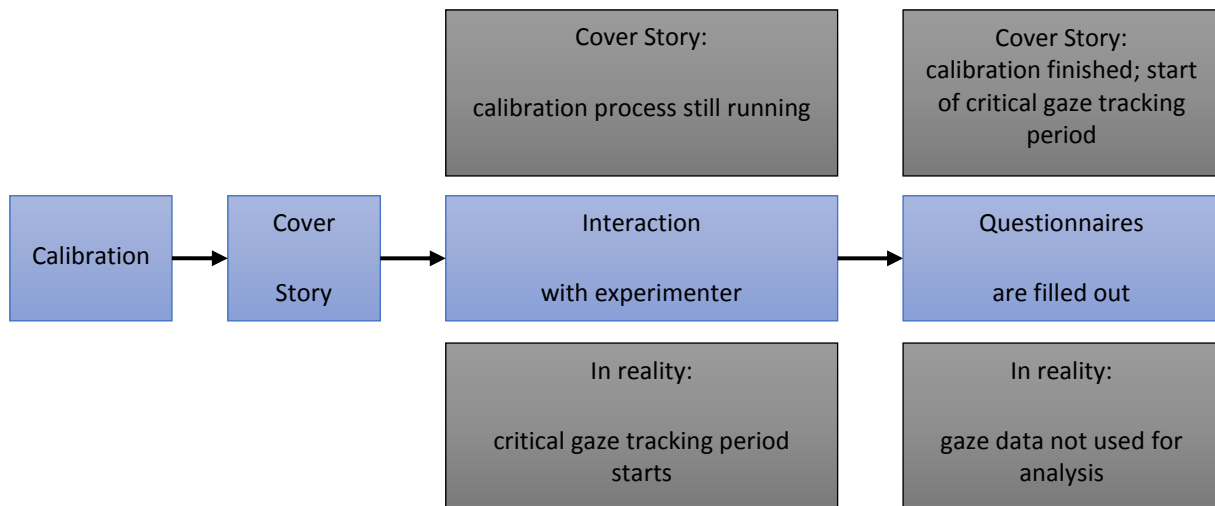 Cover Story:
calibration process still running
Cover Story:
calibration finished; start
of critical gaze tracking
period
Calibration
Cover
Story
Interaction
with experimenter
Questionnaires
are filled out
In reality:
critical gaze tracking period
starts
In reality:
gaze data not used for
analysis